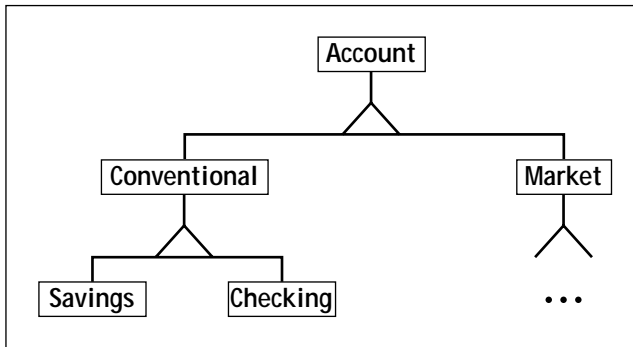 Account
Conventional
Market
Savings
Checking
...